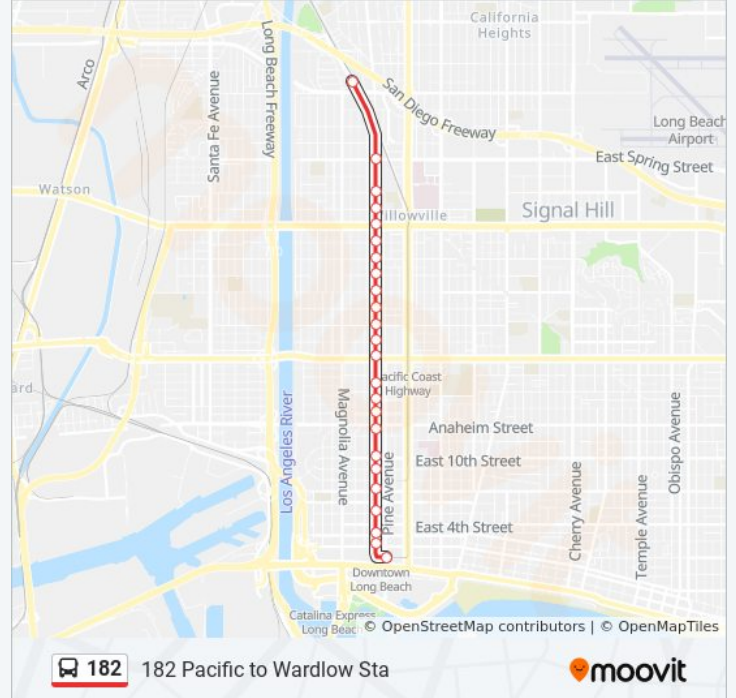 California
Heights
Arco
Long Beach Freeway
Santa Fe Avenue
San Diego Freeway
Long Beach
Airport
East Spring Street
Watson
Signal Hill
illowville
acific Coast
Highway
ard
Los Angeles River
Magnolia Avenue
Pine Avenue
Anaheim Street
East 10th Street
East 4th Street
Cherry Avenue
Temple Avenue
Obispo Avenue
Downtown
Long Beach
Catalina Express
Long Beac
© OpenStreetMap contributors | © OpenMapTiles
182 182 Pacific to Wardlow Sta moovit